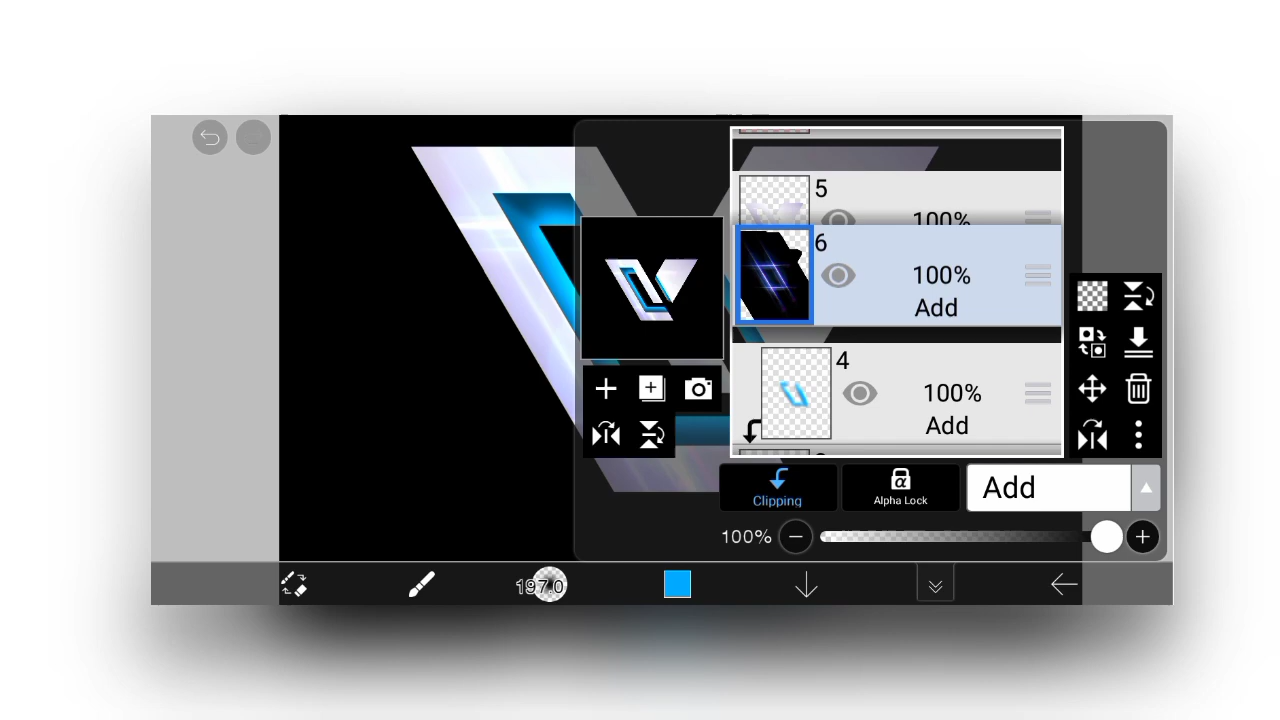 5
100%
6
100%
Add
4
100%
Add
Clipping
α
Alpha Lock
Add
100%
197.0